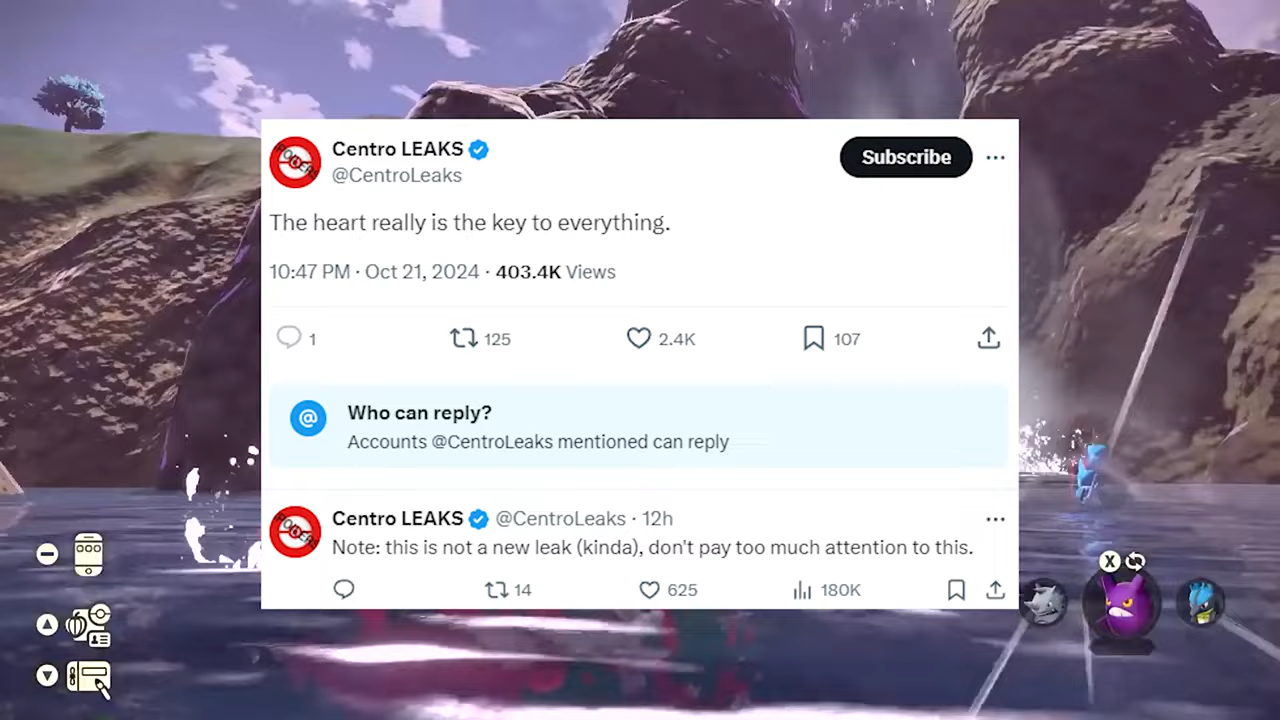 Centro LEAKS
@CentroLeaks
Subscribe
The heart really is the key to everything.
10:47 PM · Oct 21, 2024 · 403.4K Views
1 125 2.4K 107
@ Who can reply?
Accounts @CentroLeaks mentioned can reply
Centro LEAKS @CentroLeaks · 12h
Note: this is not a new leak (kinda), don't pay too much attention to this.
14 625 180K
X